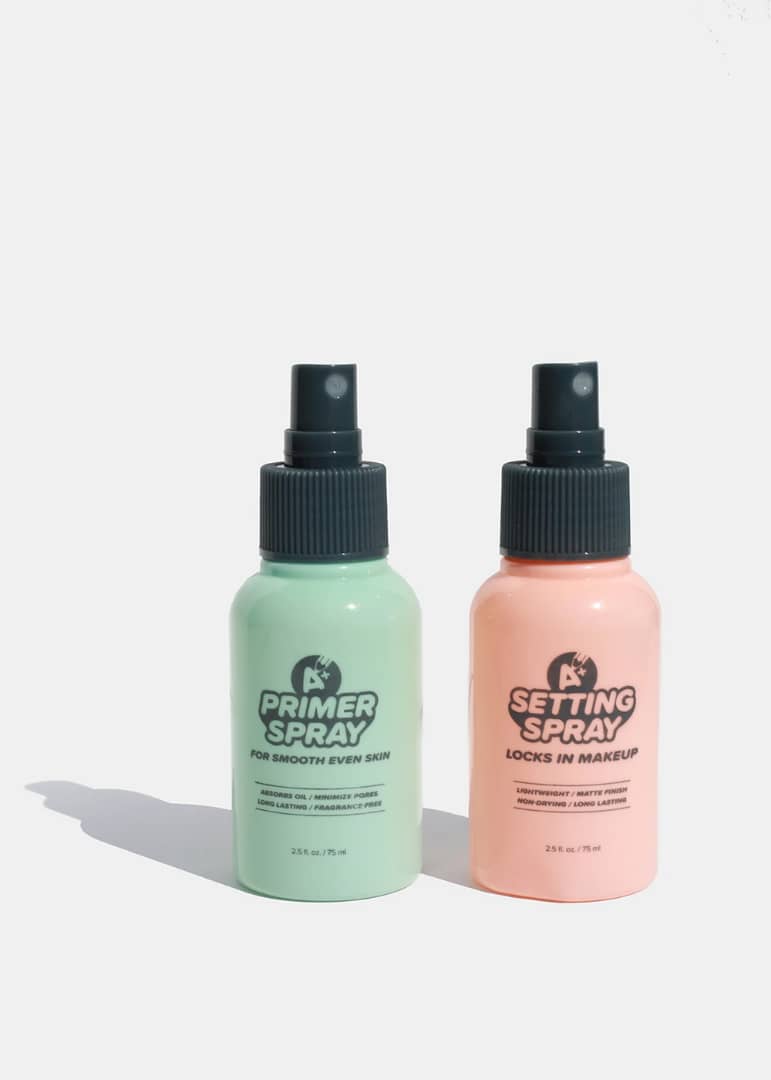 A+
PRIMER
SPRAY
FOR SMOOTH EVEN SKIN
ABSORBS OIL / MINIMIZE PORES
LONG LASTING / FRAGRANCE-FREE
2.5 fl. oz. / 75 ml
A+
SETTING
SPRAY
LOCKS IN MAKEUP
LIGHTWEIGHT / MATTE FINISH
NON-DRYING / LONG LASTING
2.5 fl. oz. / 75 ml